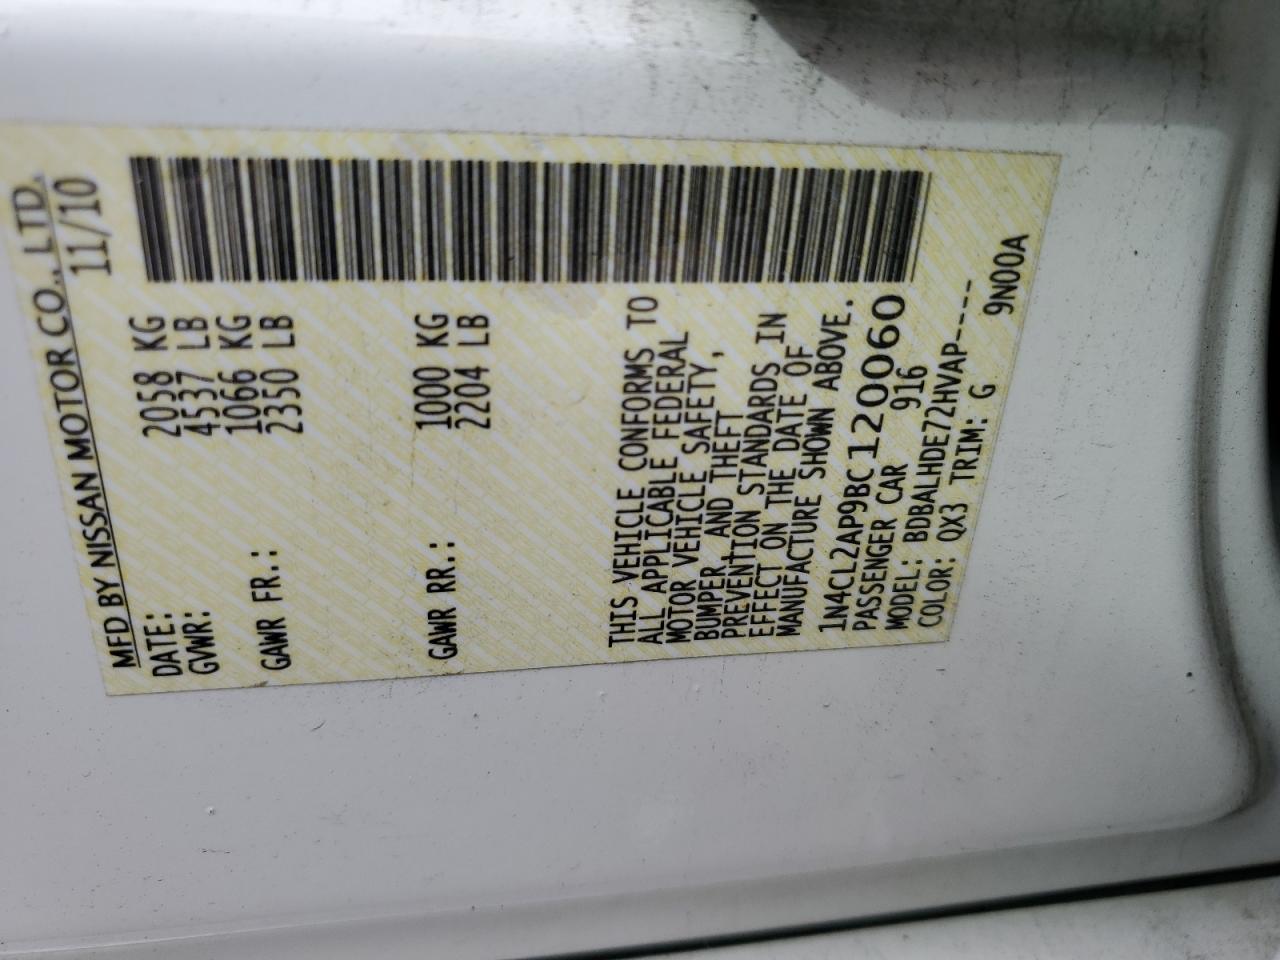 MFD BY NISSAN MOTOR CO., LTD.
DATE: 11/10
GVWR: 2058 KG
4537 LB
GAWR FR.: 1066 KG
2350 LB
GAWR RR.: 1000 KG
2204 LB
THIS VEHICLE CONFORMS TO
ALL APPLICABLE FEDERAL
MOTOR VEHICLE SAFETY,
BUMPER, AND THEFT
PREVENTION STANDARDS IN
EFFECT ON THE DATE OF
MANUFACTURE SHOWN ABOVE.
1N4CL2AP9BC120060
PASSENGER CAR 916
MODEL: BDBALHDE72HVAP-----
COLOR: QX3 TRIM: G
9N00A